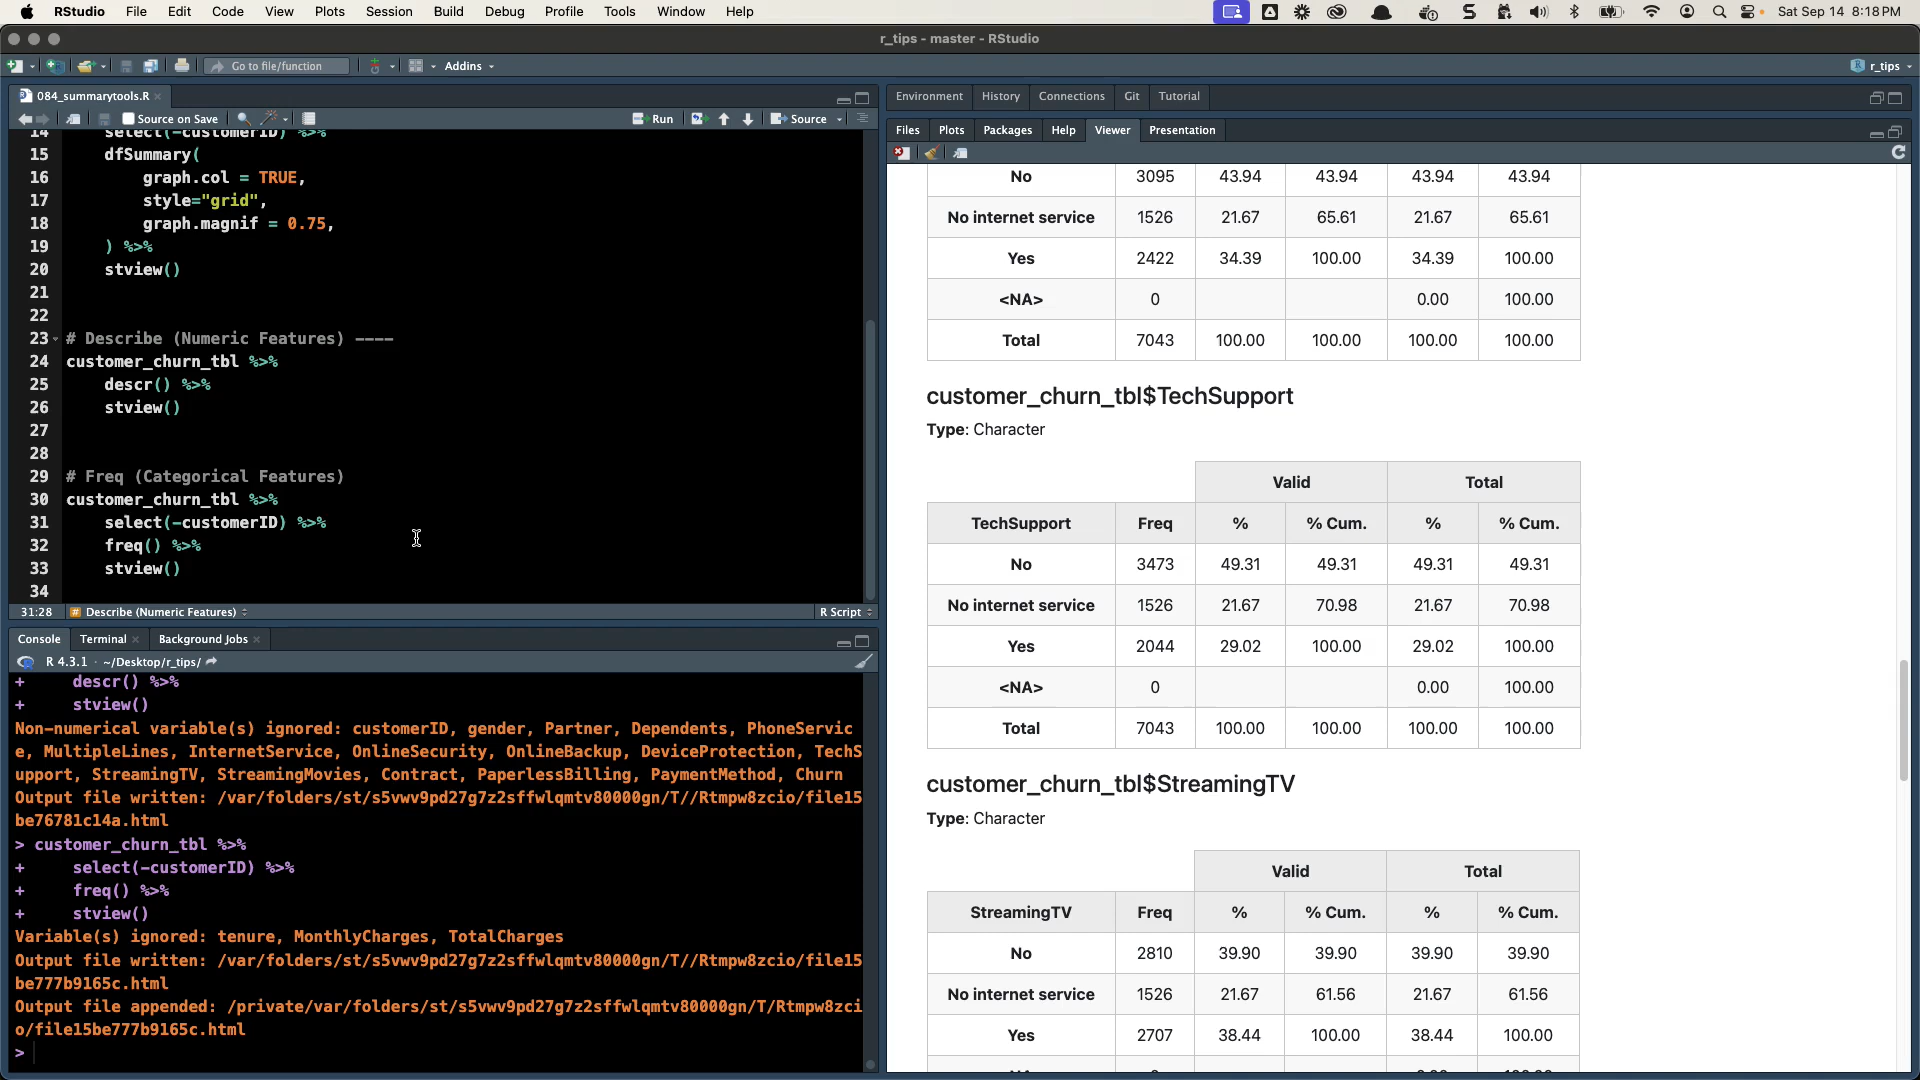 RStudio File Edit Code View Plots Session Build Debug Profile Tools Window Help Sat Sep 14 8:18 PM
r_tips - master - RStudio
Go to file/function Addins r_tips
084_summarytools.R
Source on Save Run Source
14 select(-customerID) %>%
15 dfSummary(
16 graph.col = TRUE,
17 style="grid",
18 graph.magnif = 0.75,
19 ) %>%
20 stview()
21
22
23 # Describe (Numeric Features) ----
24 customer_churn_tbl %>%
25 descr() %>%
26 stview()
27
28
29 # Freq (Categorical Features)
30 customer_churn_tbl %>%
31 select(-customerID) %>%
32 freq() %>%
33 stview()
34
31:28 # Describe (Numeric Features) R Script
Console Terminal Background Jobs
R 4.3.1 · ~/Desktop/r_tips/
+ descr() %>%
+ stview()
Non-numerical variable(s) ignored: customerID, gender, Partner, Dependents, PhoneServic
e, MultipleLines, InternetService, OnlineSecurity, OnlineBackup, DeviceProtection, TechS
upport, StreamingTV, StreamingMovies, Contract, PaperlessBilling, PaymentMethod, Churn
Output file written: /var/folders/st/s5vwv9pd27g7z2sffwlqmtv80000gn/T//Rtmpw8zcio/file15
be76781c14a.html
> customer_churn_tbl %>%
+ select(-customerID) %>%
+ freq() %>%
+ stview()
Variable(s) ignored: tenure, MonthlyCharges, TotalCharges
Output file written: /var/folders/st/s5vwv9pd27g7z2sffwlqmtv80000gn/T//Rtmpw8zcio/file15
be777b9165c.html
Output file appended: /private/var/folders/st/s5vwv9pd27g7z2sffwlqmtv80000gn/T/Rtmpw8zci
o/file15be777b9165c.html
>
Environment History Connections Git Tutorial
Files Plots Packages Help Viewer Presentation
No 3095 43.94 43.94 43.94 43.94
No internet service 1526 21.67 65.61 21.67 65.61
Yes 2422 34.39 100.00 34.39 100.00
<NA> 0 0.00 100.00
Total 7043 100.00 100.00 100.00 100.00
customer_churn_tbl$TechSupport
Type: Character
Valid Total
TechSupport Freq % % Cum. % % Cum.
No 3473 49.31 49.31 49.31 49.31
No internet service 1526 21.67 70.98 21.67 70.98
Yes 2044 29.02 100.00 29.02 100.00
<NA> 0 0.00 100.00
Total 7043 100.00 100.00 100.00 100.00
customer_churn_tbl$StreamingTV
Type: Character
Valid Total
StreamingTV Freq % % Cum. % % Cum.
No 2810 39.90 39.90 39.90 39.90
No internet service 1526 21.67 61.56 21.67 61.56
Yes 2707 38.44 100.00 38.44 100.00